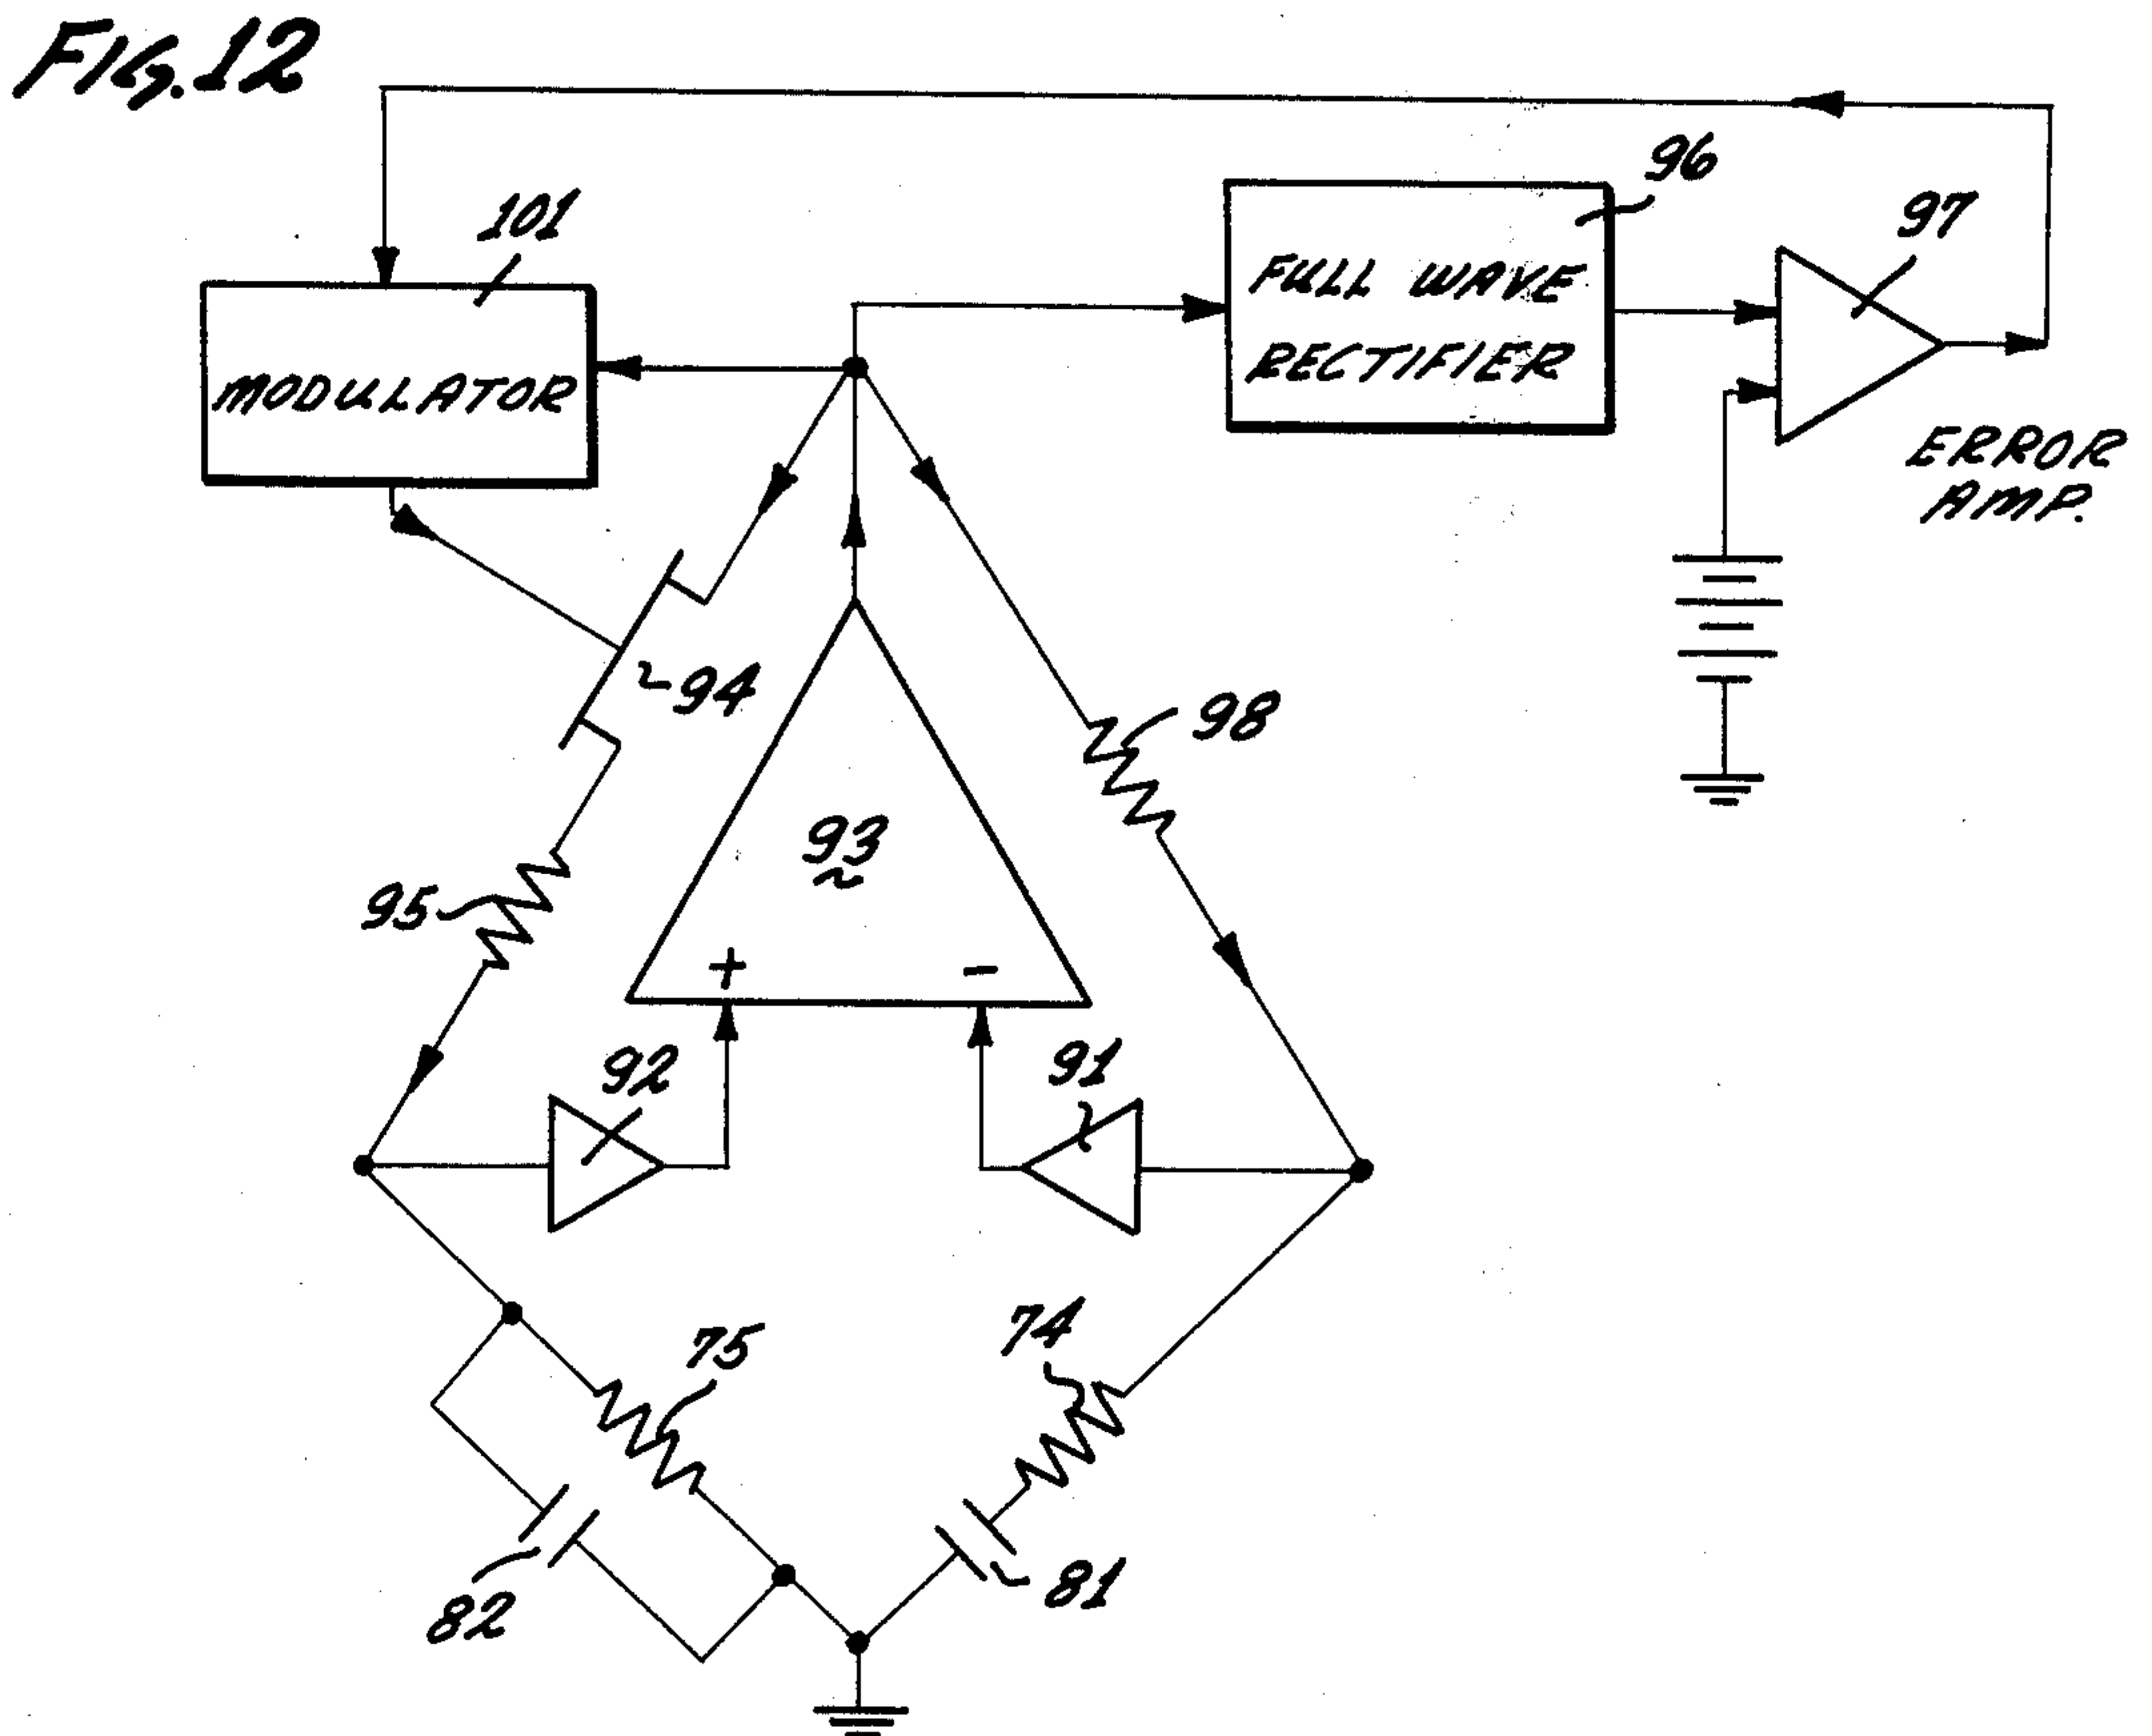 FIG. 12
96
101
97
FULL WAVE
RECTIFIER
MODULATOR
ERROR
AMP.
94
98
93
95
+ -
92
91
75
74
82
81